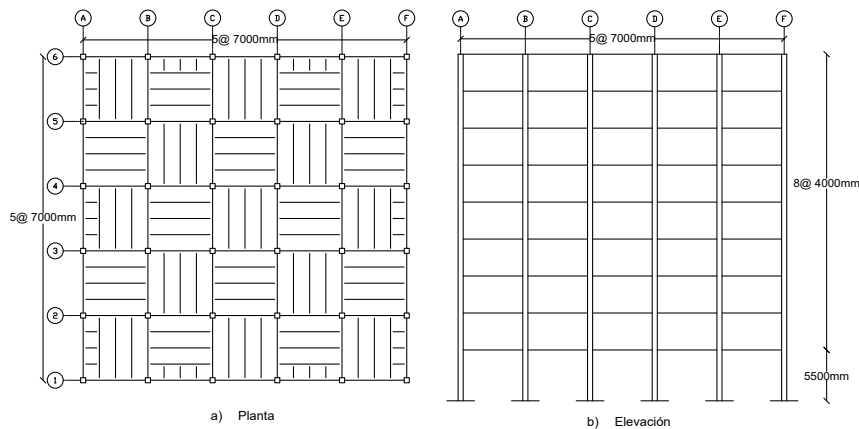 A B C D E F
5@ 7000mm
6
5
4
5@ 7000mm
3
2
1
a) Planta
A B C D E F
5@ 7000mm
8@ 4000mm
5500mm
b) Elevación